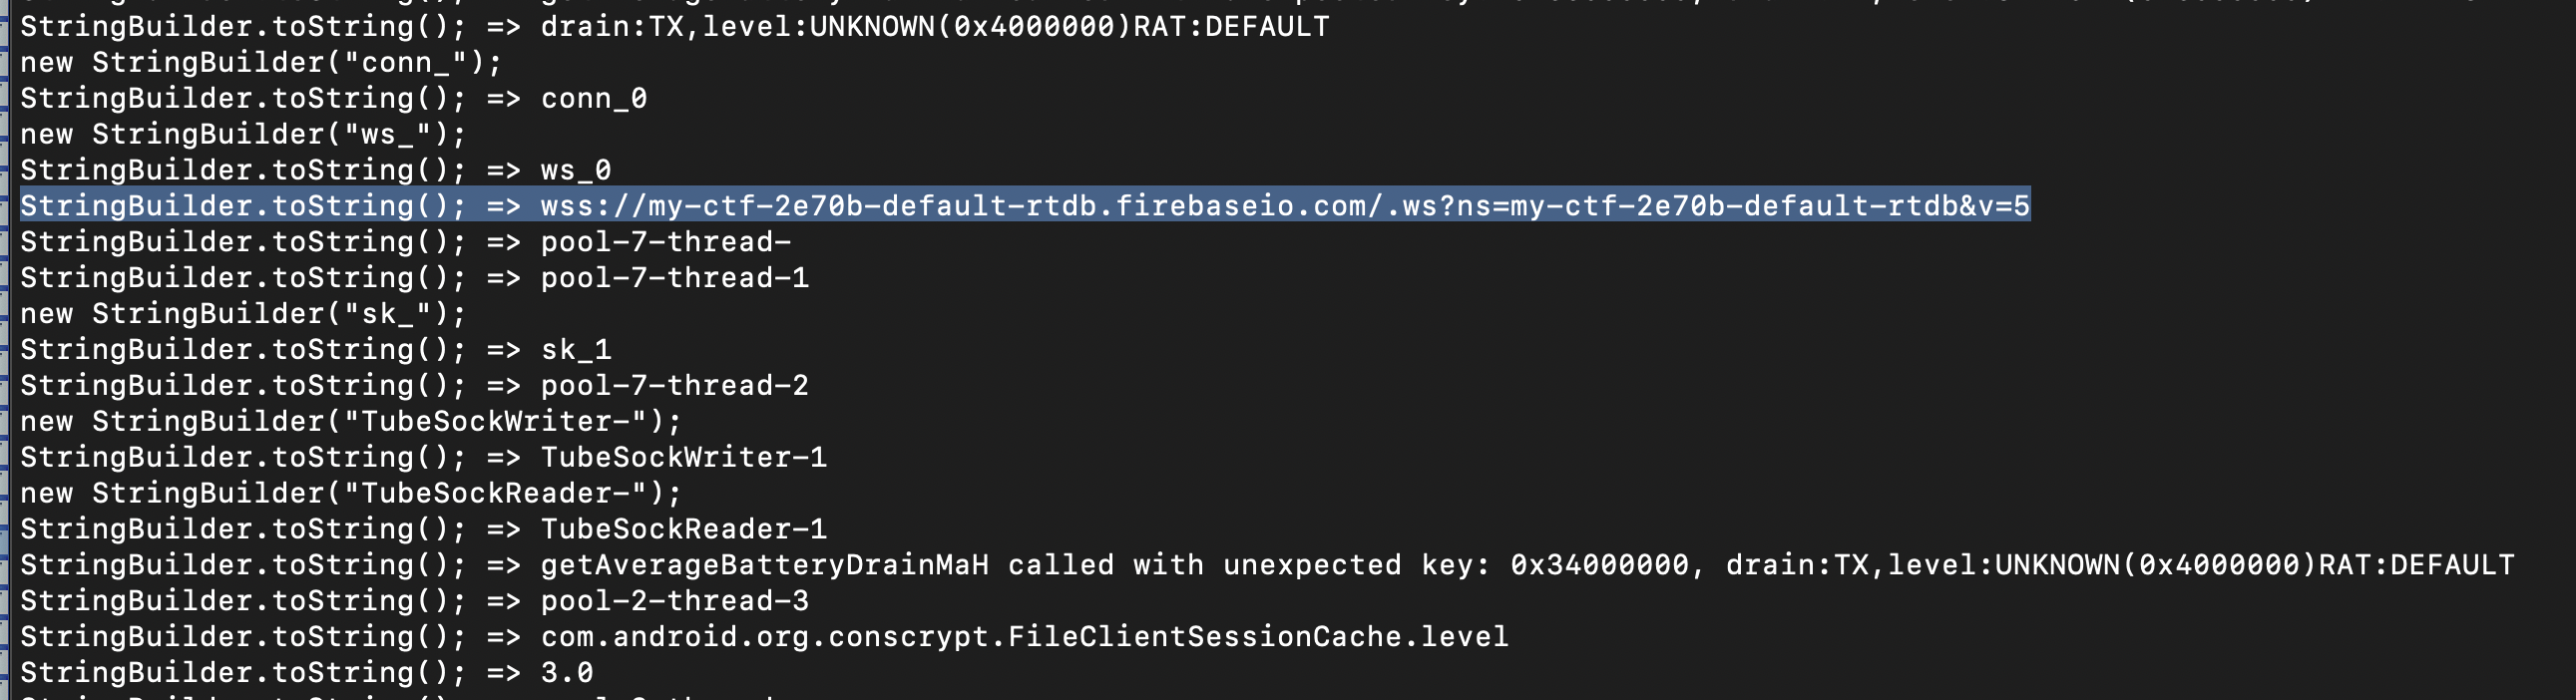 StringBuilder.toString(); => drain:TX,level:UNKNOWN(0x4000000)RAT:DEFAULT
new StringBuilder("conn_");
StringBuilder.toString(); => conn_0
new StringBuilder("ws_");
StringBuilder.toString(); => ws_0
StringBuilder.toString(); => wss://my-ctf-2e70b-default-rtdb.firebaseio.com/.ws?ns=my-ctf-2e70b-default-rtdb&v=5
StringBuilder.toString(); => pool-7-thread-
StringBuilder.toString(); => pool-7-thread-1
new StringBuilder("sk_");
StringBuilder.toString(); => sk_1
StringBuilder.toString(); => pool-7-thread-2
new StringBuilder("TubeSockWriter-");
StringBuilder.toString(); => TubeSockWriter-1
new StringBuilder("TubeSockReader-");
StringBuilder.toString(); => TubeSockReader-1
StringBuilder.toString(); => getAverageBatteryDrainMaH called with unexpected key: 0x34000000, drain:TX,level:UNKNOWN(0x4000000)RAT:DEFAULT
StringBuilder.toString(); => pool-2-thread-3
StringBuilder.toString(); => com.android.org.conscrypt.FileClientSessionCache.level
StringBuilder.toString(); => 3.0